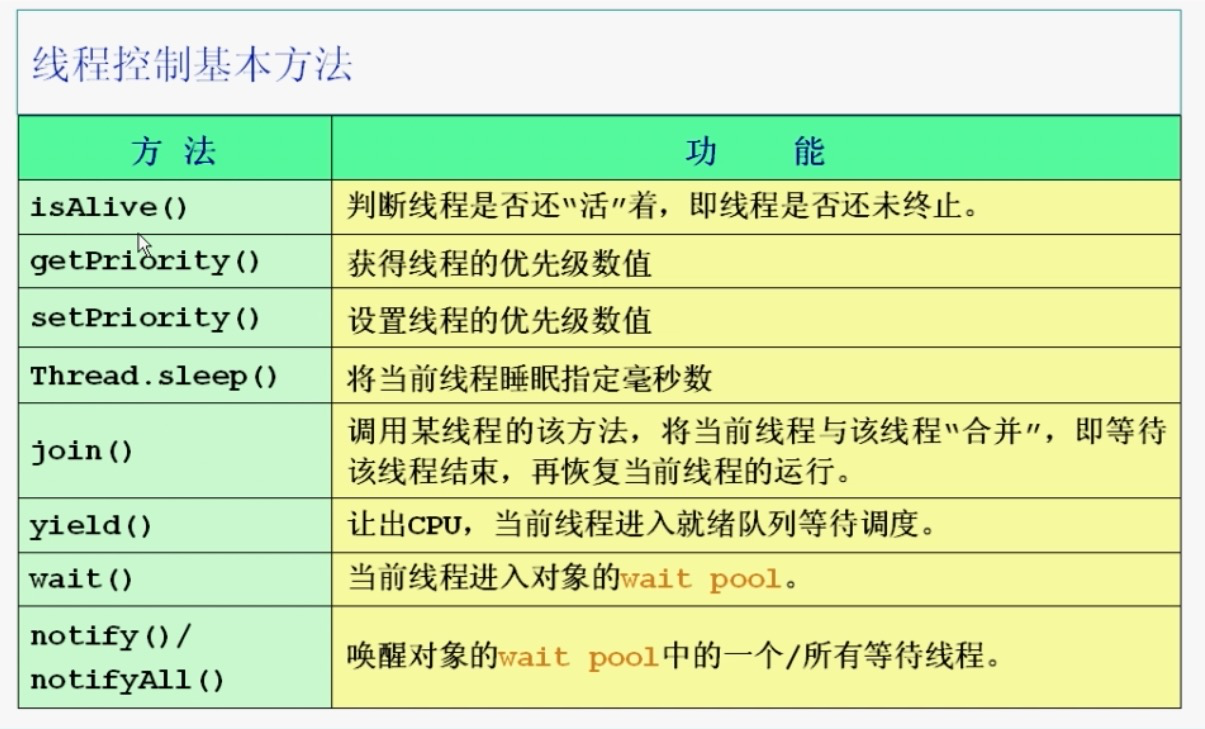 线程控制基本方法
方 法 功 能
isAlive() 判断线程是否还“活”着，即线程是否还未终止。
getPriority() 获得线程的优先级数值
setPriority() 设置线程的优先级数值
Thread.sleep() 将当前线程睡眠指定毫秒数
join() 调用某线程的该方法，将当前线程与该线程“合并”，即等待
该线程结束，再恢复当前线程的运行。
yield() 让出CPU，当前线程进入就绪队列等待调度。
wait() 当前线程进入对象的wait pool。
notify()/
notifyAll()
唤醒对象的wait pool中的一个/所有等待线程。